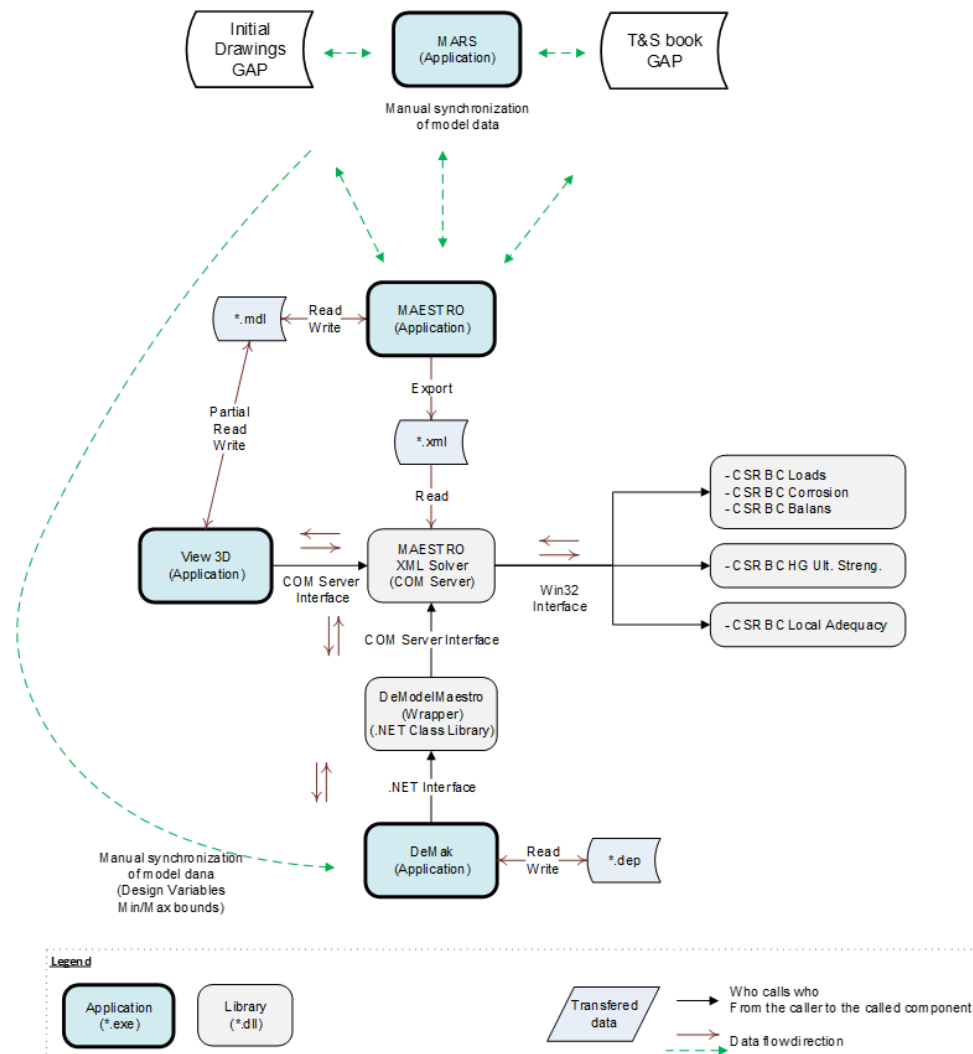 Initial
Drawings
GAP
MARS
(Application)
T&S book
GAP
Manual synchronization
of model data
*.mdl
Read
Write
MAESTRO
(Application)
Export
Partial
Read
Write
*.xml
Read
- CSR BC Loads
- CSR BC Corrosion
- CSR BC Balans
View 3D
(Application)
COM Server
Interface
MAESTRO
XML Solver
(COM Server)
Win32
Interface
- CSR BC HG Ult. Streng.
- CSR BC Local Adequacy
COM Server Interface
DeModelMaestro
(Wrapper)
(.NET Class Library)
.NET Interface
Manual synchronization
of model dana
(Design Variables
Min/Max bounds)
DeMak
(Application)
Read
Write
*.dep
Legend
Application
(*.exe)
Library
(*.dll)
Transfered
data
Who calls who
From the caller to the called component
Data flow direction